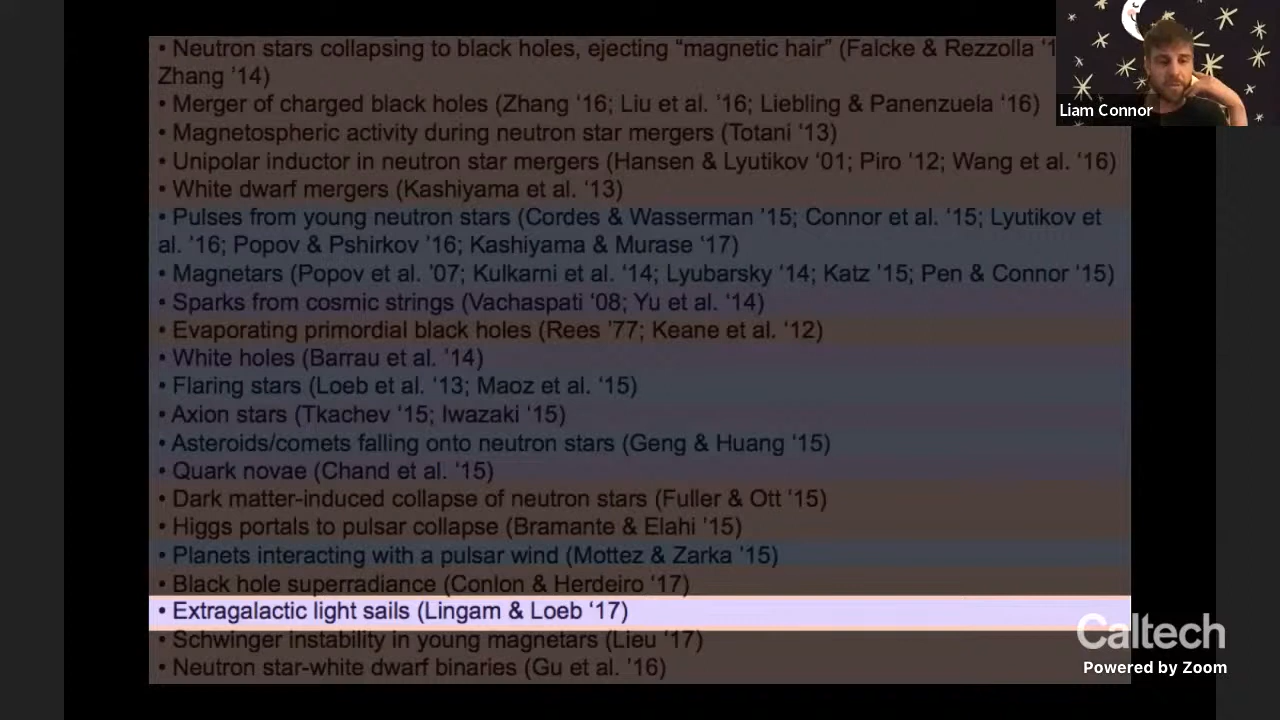 • Neutron stars collapsing to black holes, ejecting “magnetic hair” (Falcke & Rezzolla
Zhang ‘14)
• Merger of charged black holes (Zhang ‘16; Liu et al. ‘16; Liebling & Panenzuela ‘16)
• Magnetospheric activity during neutron star mergers (Totani ‘13)
• Unipolar inductor in neutron star mergers (Hansen & Lyutikov ‘01; Piro ’12; Wang et al. ‘16)
• White dwarf mergers (Kashiyama et al. ‘13)
• Pulses from young neutron stars (Cordes & Wasserman ’15; Connor et al. ‘15; Lyutikov et
al. ‘16; Popov & Pshirkov ‘16; Kashiyama & Murase ‘17)
• Magnetars (Popov et al. ’07; Kulkarni et al. ‘14; Lyubarsky ‘14; Katz ’15; Pen & Connor ‘15)
• Sparks from cosmic strings (Vachaspati ‘08; Yu et al. ‘14)
• Evaporating primordial black holes (Rees ’77; Keane et al. ‘12)
• White holes (Barrau et al. ‘14)
• Flaring stars (Loeb et al. ‘13; Maoz et al. ‘15)
• Axion stars (Tkachev ‘15; Iwazaki ‘15)
• Asteroids/comets falling onto neutron stars (Geng & Huang ‘15)
• Quark novae (Chand et al. ‘15)
• Dark matter-induced collapse of neutron stars (Fuller & Ott ‘15)
• Higgs portals to pulsar collapse (Bramante & Elahi ‘15)
• Planets interacting with a pulsar wind (Mottez & Zarka ‘15)
• Black hole superradiance (Conlon & Herdeiro ‘17)
• Extragalactic light sails (Lingam & Loeb ‘17)
• Schwinger instability in young magnetars (Lieu ‘17)
• Neutron star-white dwarf binaries (Gu et al. ‘16)
Liam Connor
Caltech
Powered by Zoom